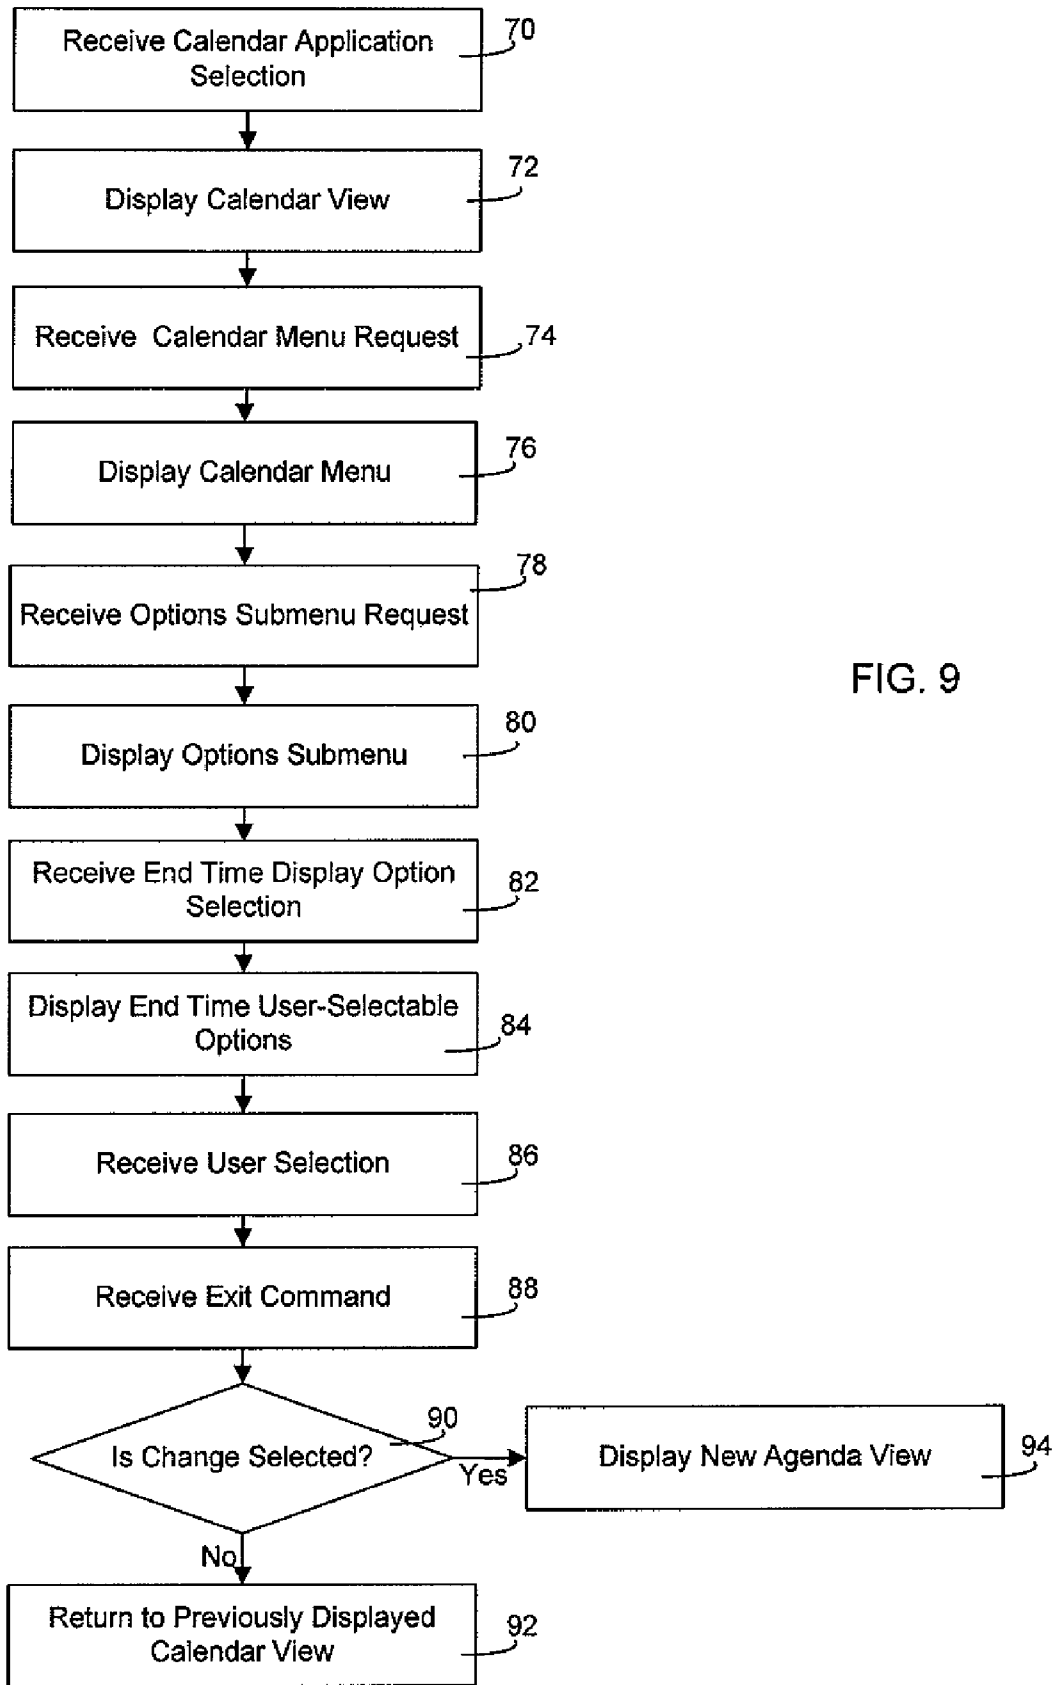 Receive Calendar Application
Selection
70
Display Calendar View
72
Receive Calendar Menu Request
74
Display Calendar Menu
76
Receive Options Submenu Request
78
FIG. 9
Display Options Submenu
80
Receive End Time Display Option
Selection
82
Display End Time User-Selectable
Options
84
Receive User Selection
86
Receive Exit Command
88
Is Change Selected?
90
Yes
Display New Agenda View
94
No
Return to Previously Displayed
Calendar View
92